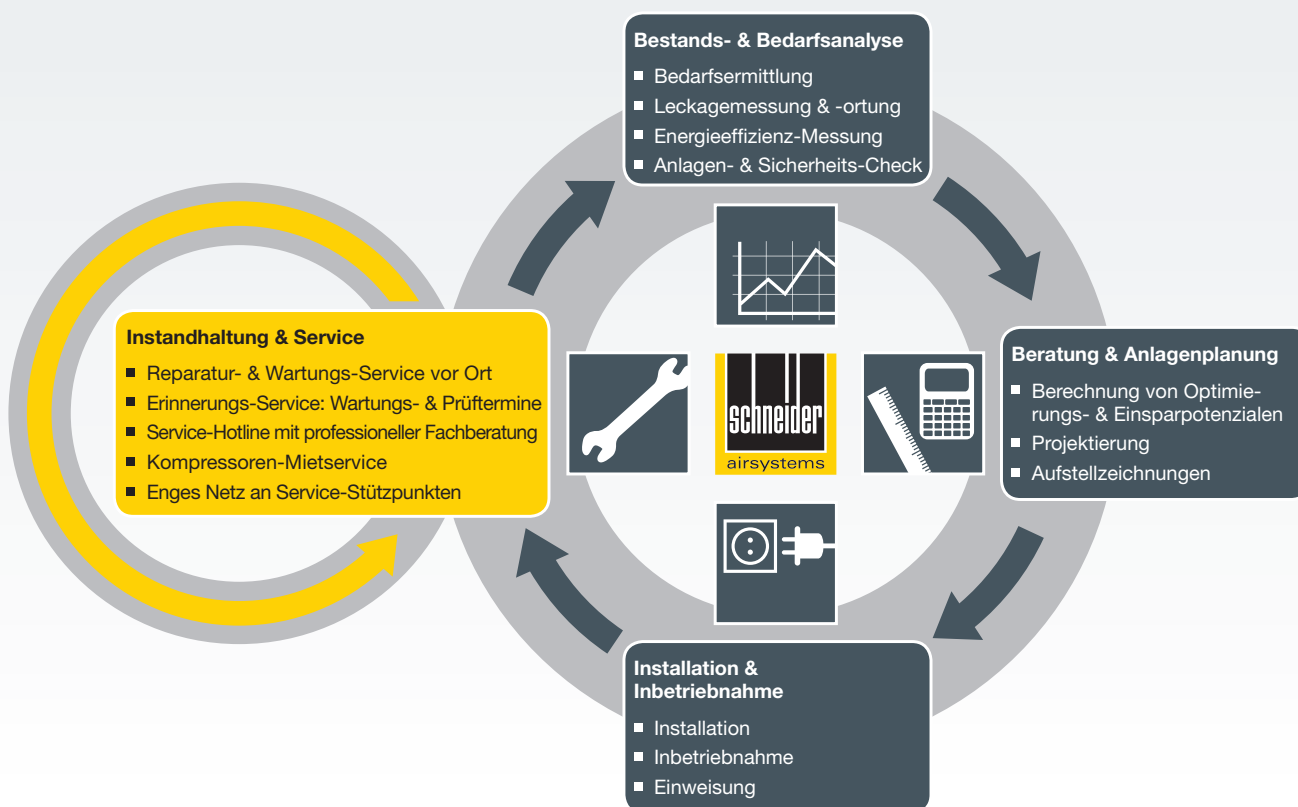 Bestands- & Bedarfsanalyse
■ Bedarfsermittlung
■ Leckagemessung & -ortung
■ Energieeffizienz-Messung
■ Anlagen- & Sicherheits-Check
Instandhaltung & Service
■ Reparatur- & Wartungs-Service vor Ort
■ Erinnerungs-Service: Wartungs- & Prüftermine
■ Service-Hotline mit professioneller Fachberatung
■ Kompressoren-Mietservice
■ Enges Netz an Service-Stützpunkten
schneider
airsystems
Beratung & Anlagenplanung
■ Berechnung von Optimie-
rungs- & Einsparpotenzialen
■ Projektierung
■ Aufstellzeichnungen
Installation &
Inbetriebnahme
■ Installation
■ Inbetriebnahme
■ Einweisung